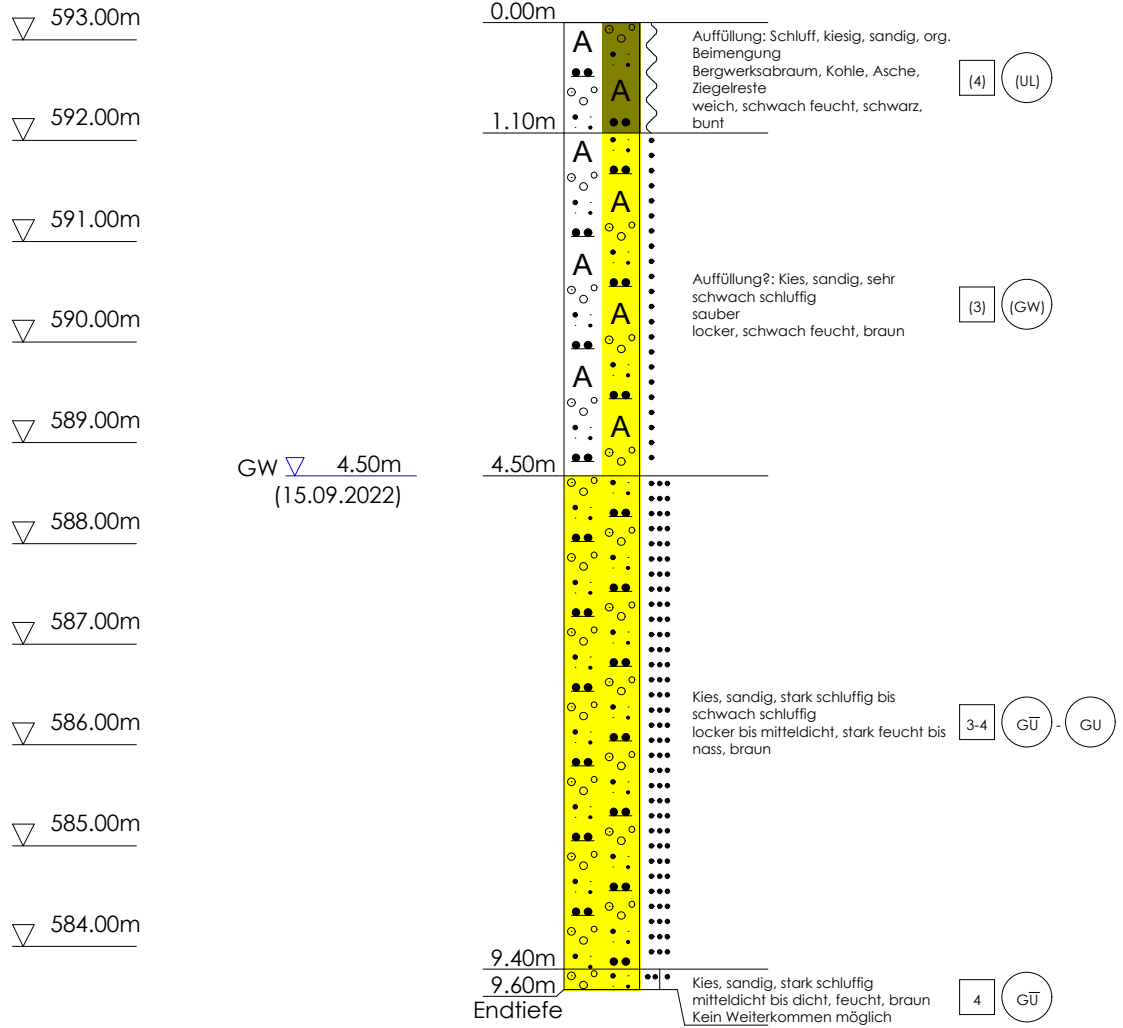 593.00m
592.00m
591.00m
590.00m
589.00m
588.00m
587.00m
586.00m
585.00m
584.00m
GW 4.50m
(15.09.2022)
0.00m
1.10m
4.50m
9.40m
9.60m
Endtiefe
A
A
A
A
A
A
A
A
Auffüllung: Schluff, kiesig, sandig, org.
Beimengung
Bergwerksabraum, Kohle, Asche,
Ziegelreste
weich, schwach feucht, schwarz,
bunt
(4) (UL)
Auffüllung?: Kies, sandig, sehr
schwach schluffig
sauber
locker, schwach feucht, braun
(3) (GW)
Kies, sandig, stark schluffig bis
schwach schluffig
locker bis mitteldicht, stark feucht bis
nass, braun
3-4 GU̅ - GU
Kies, sandig, stark schluffig
mitteldicht bis dicht, feucht, braun
Kein Weiterkommen möglich
4 GU̅